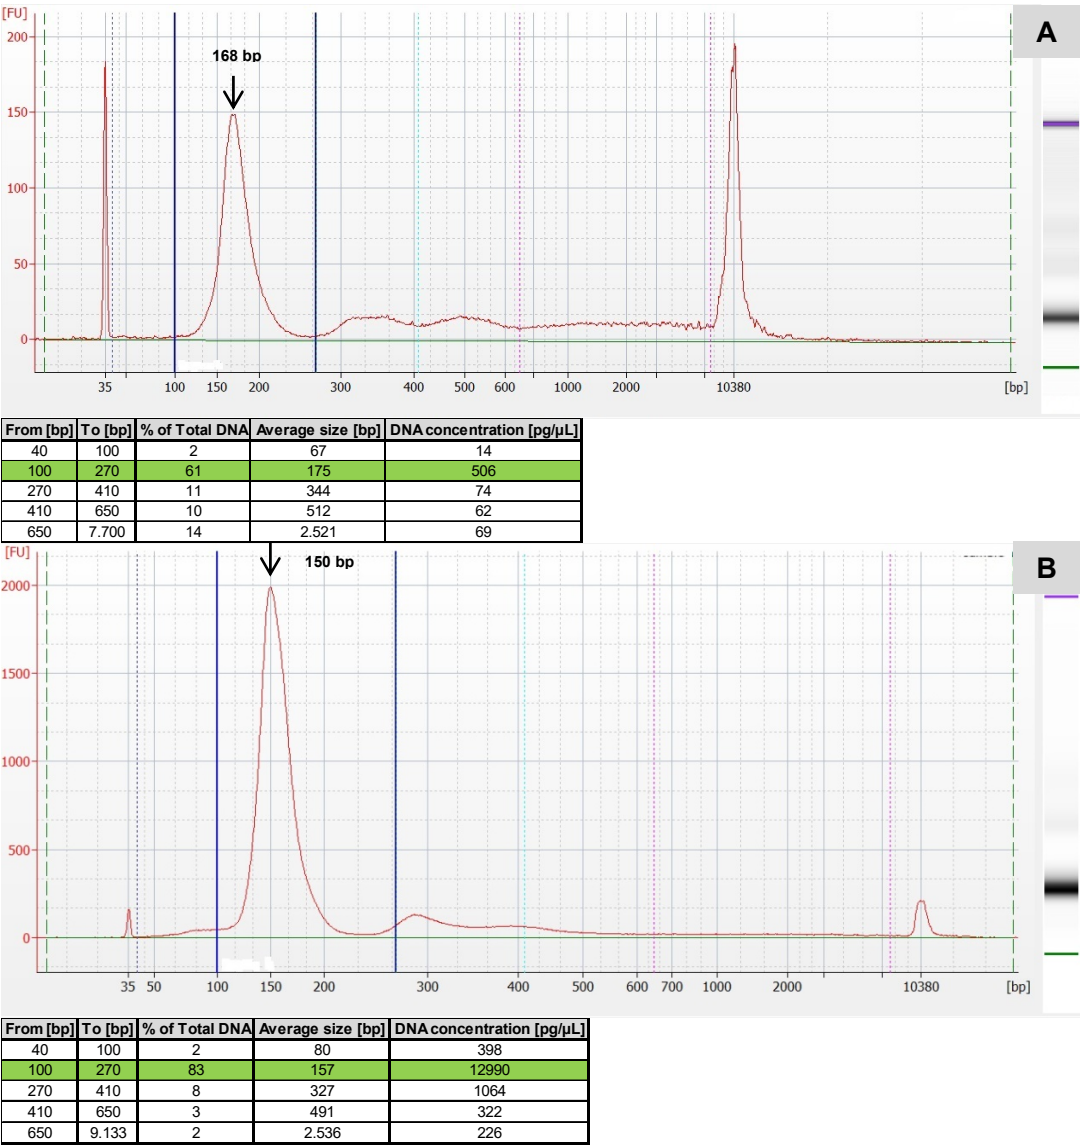 [FU]
A
200
168 bp
150
100
50
0
35 100 150 200 300 400 500 600 1000 2000 10380 [bp]
From [bp] To [bp] % of Total DNA Average size [bp] DNA concentration [pg/µL]
40 100 2 67 14
100 270 61 175 506
270 410 11 344 74
410 650 10 512 62
650 7.700 14 2.521 69
[FU]
150 bp
B
2000
1500
1000
500
0
35 50 100 150 200 300 400 500 600 700 1000 2000 10380 [bp]
From [bp] To [bp] % of Total DNA Average size [bp] DNA concentration [pg/µL]
40 100 2 80 398
100 270 83 157 12990
270 410 8 327 1064
410 650 3 491 322
650 9.133 2 2.536 226